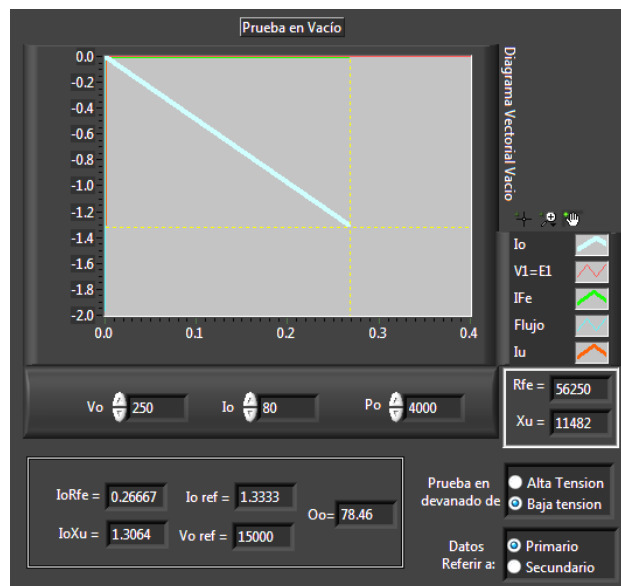 Prueba en Vacío
0.0
-0.2
-0.4
-0.6
-0.8
-1.0
-1.2
-1.4
-1.6
-1.8
-2.0
0.0 0.1 0.2 0.3 0.4
Diagrama Vectorial Vacio
Io
V1=E1
IFe
Flujo
Iu
Vo 250 Io 80 Po 4000
Rfe = 56250
Xu = 11482
IoRfe = 0.26667 Io ref = 1.3333
IoXu = 1.3064 Vo ref = 15000
Oo= 78.46
Prueba en
devanado de
Alta Tension
Baja tension
Datos
Referir a:
Primario
Secundario